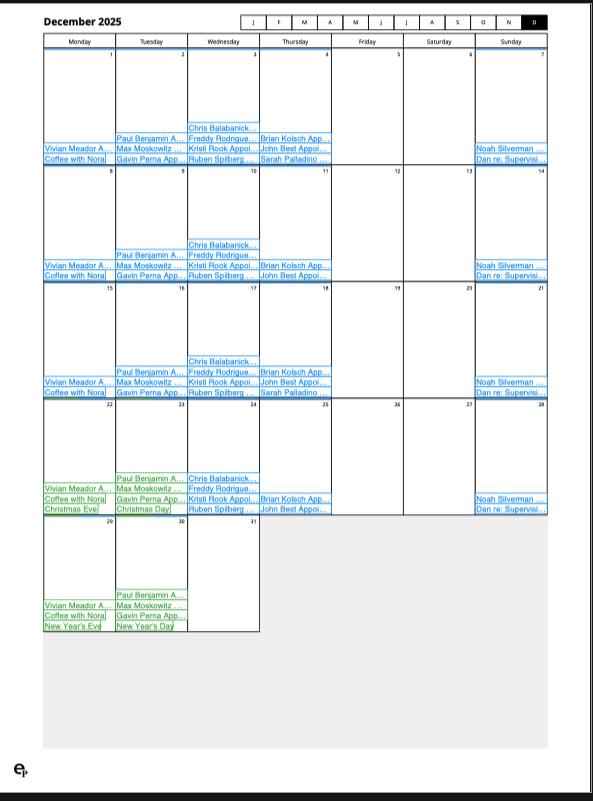 December 2025
J F M A M J J A S O N D
Monday Tuesday Wednesday Thursday Friday Saturday Sunday
1 2 3 4 5 6 7
Chris Balabanick...
Paul Benjamin A... Freddy Rodrigue... Brian Kolsch App...
Vivian Meador A... Max Moskowitz ... Kristi Rook Appoi... John Best Appoi... Noah Silverman ...
Coffee with Nora Gavin Perna App... Ruben Spilberg ... Sarah Palladino ... Dan re: Supervisi...
8 9 10 11 12 13 14
Chris Balabanick...
Paul Benjamin A... Freddy Rodrigue...
Vivian Meador A... Max Moskowitz ... Kristi Rook Appoi... Brian Kolsch App... Noah Silverman ...
Coffee with Nora Gavin Perna App... Ruben Spilberg ... John Best Appoi... Dan re: Supervisi...
15 16 17 18 19 20 21
Chris Balabanick...
Paul Benjamin A... Freddy Rodrigue... Brian Kolsch App...
Vivian Meador A... Max Moskowitz ... Kristi Rook Appoi... John Best Appoi... Noah Silverman ...
Coffee with Nora Gavin Perna App... Ruben Spilberg ... Sarah Palladino ... Dan re: Supervisi...
22 23 24 25 26 27 28
Paul Benjamin A... Chris Balabanick...
Vivian Meador A... Max Moskowitz ... Freddy Rodrigue...
Coffee with Nora Gavin Perna App... Kristi Rook Appoi... Brian Kolsch App... Noah Silverman ...
Christmas Eve Christmas Day Ruben Spilberg ... John Best Appoi... Dan re: Supervisi...
29 30 31
Paul Benjamin A...
Vivian Meador A... Max Moskowitz ...
Coffee with Nora Gavin Perna App...
New Year's Eve New Year's Day
eP